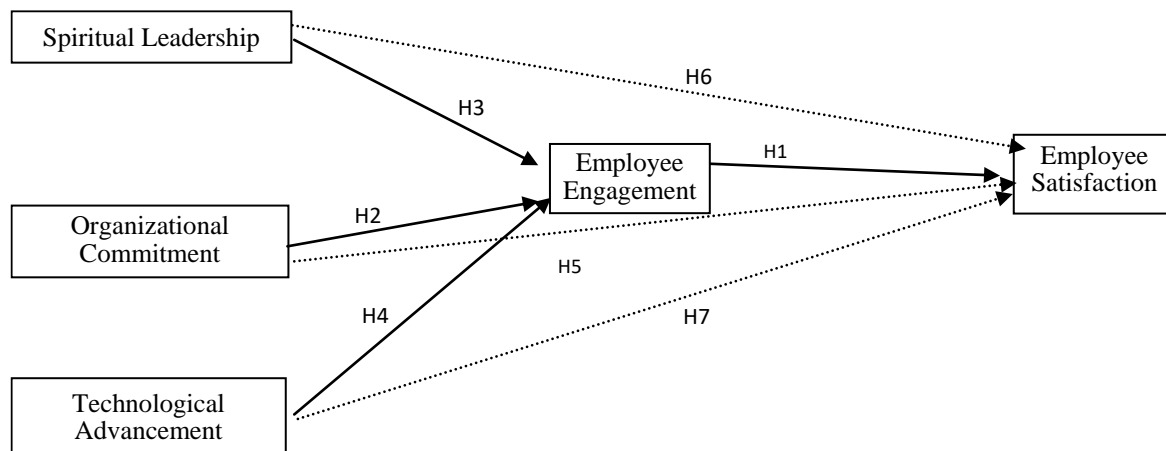 Spiritual Leadership
H6
H3
Employee
Engagement
H1
Employee
Satisfaction
Organizational
Commitment
H2
H5
H4
H7
Technological
Advancement